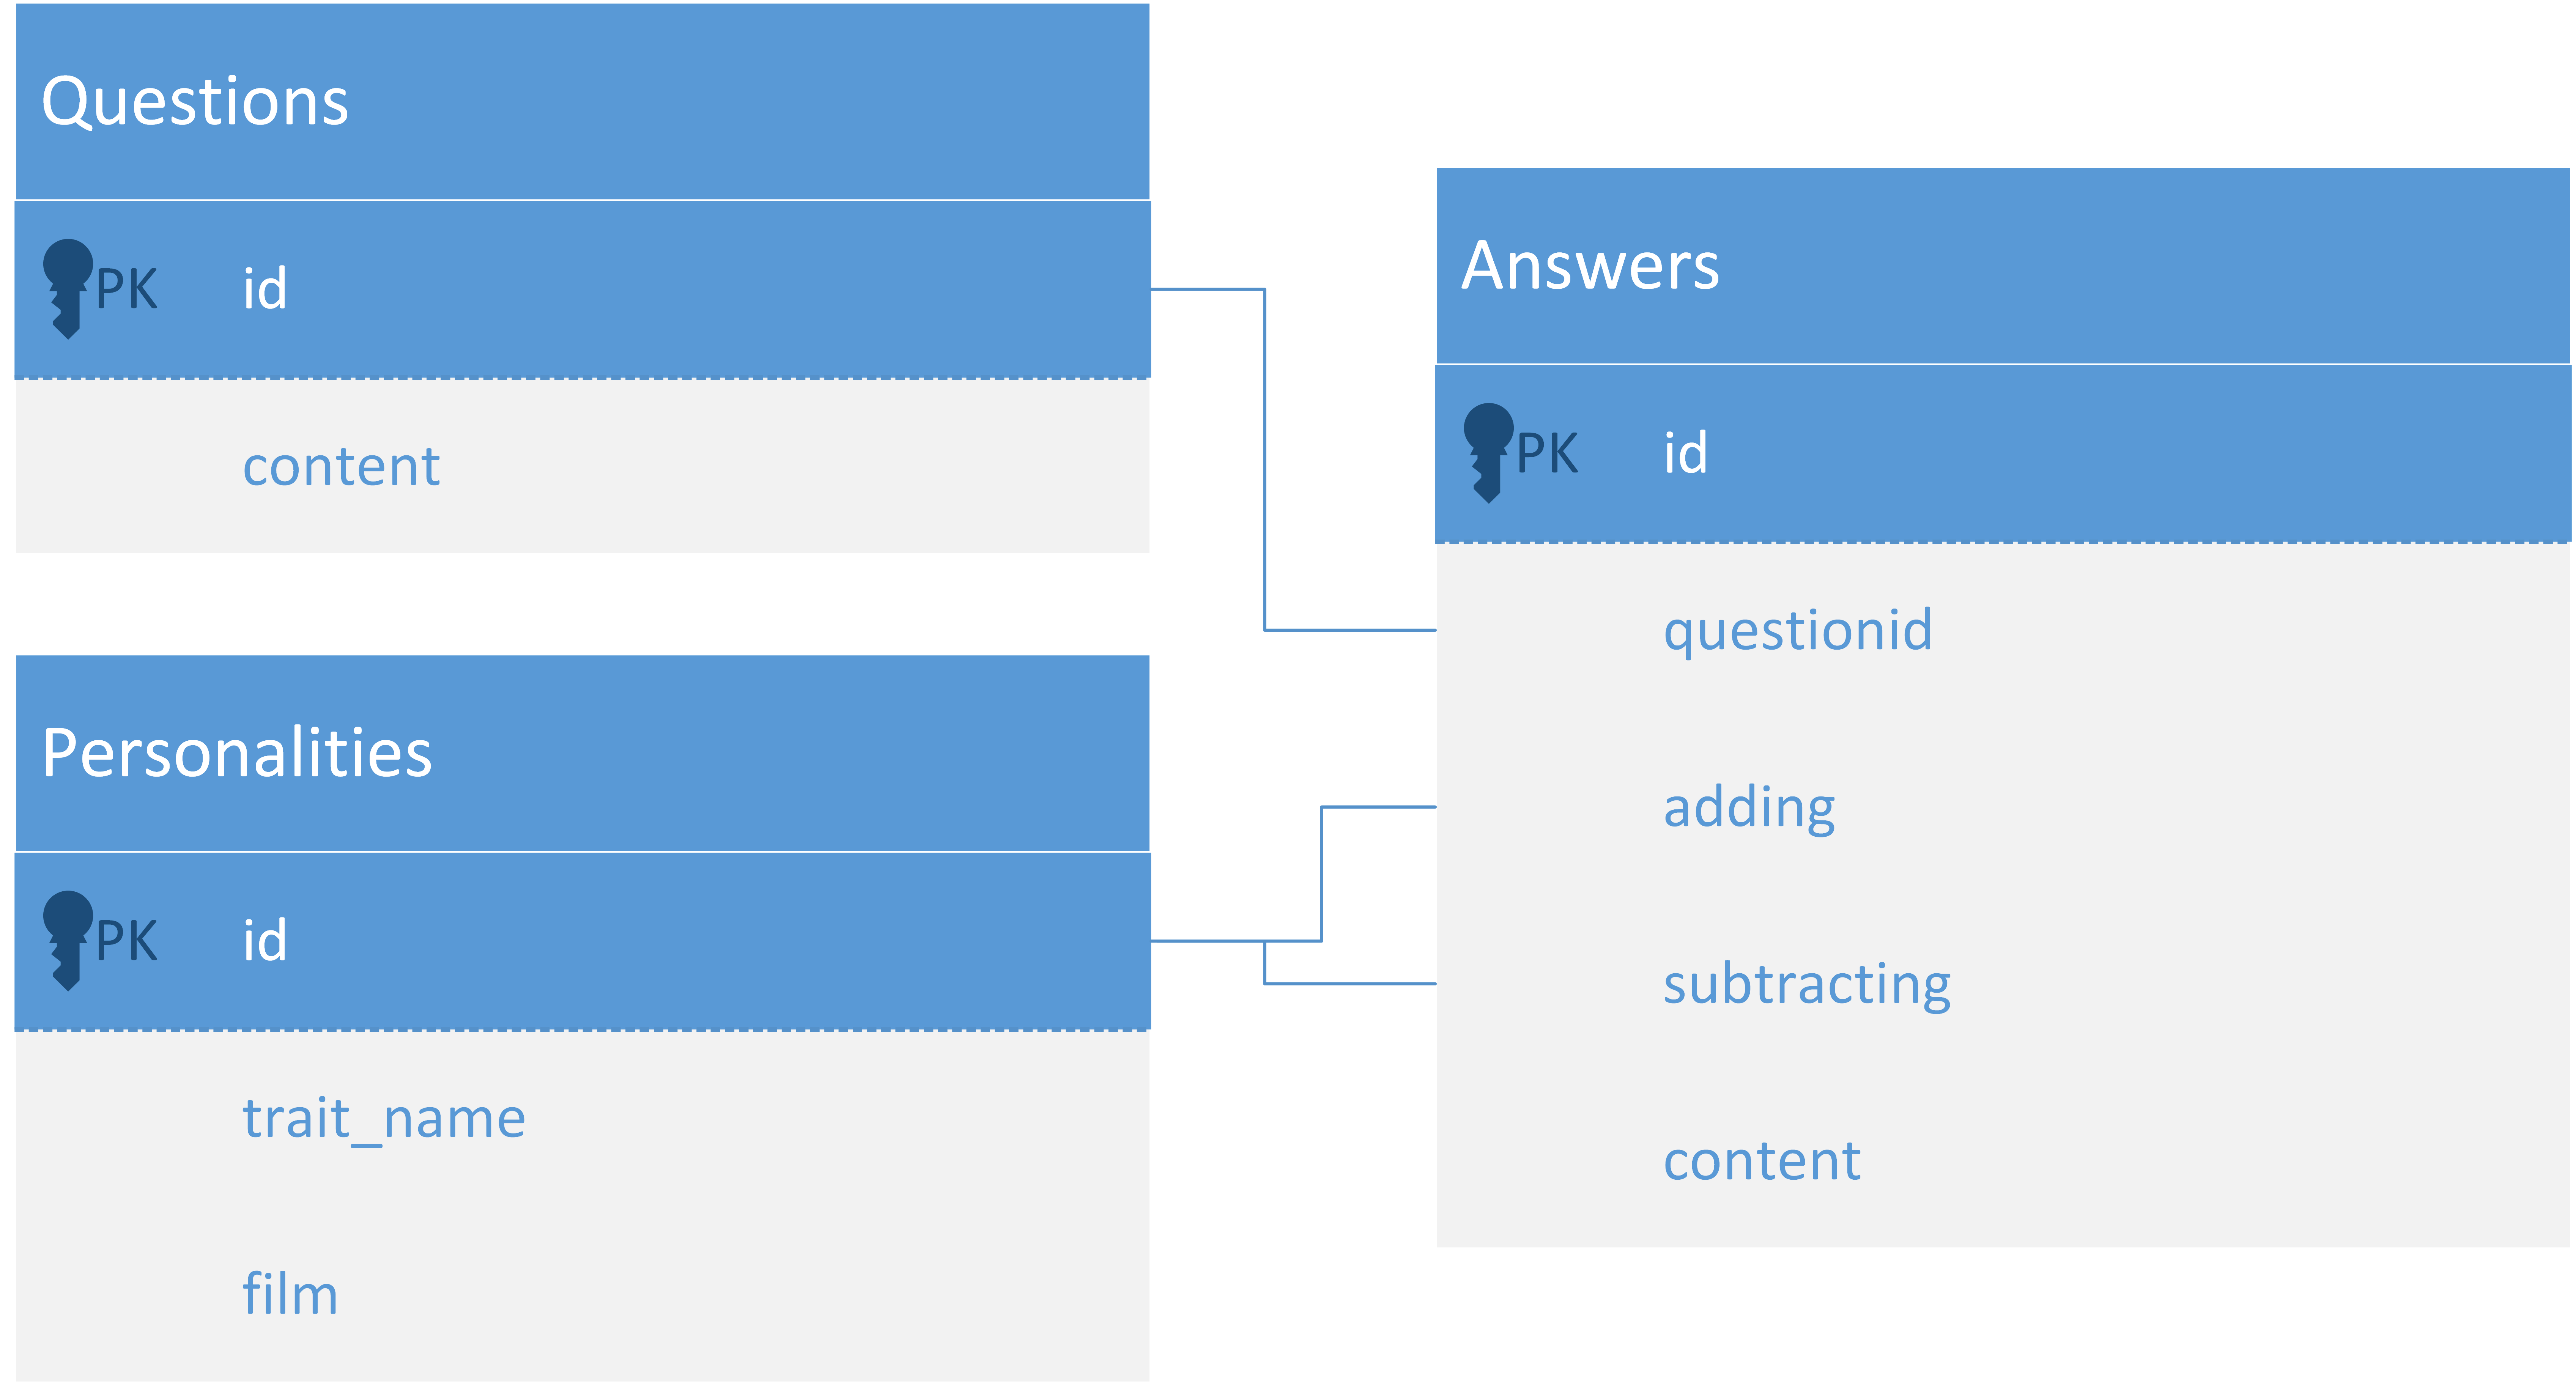 Questions
PK id
content
Personalities
PK id
trait_name
film
Answers
PK id
questionid
adding
subtracting
content